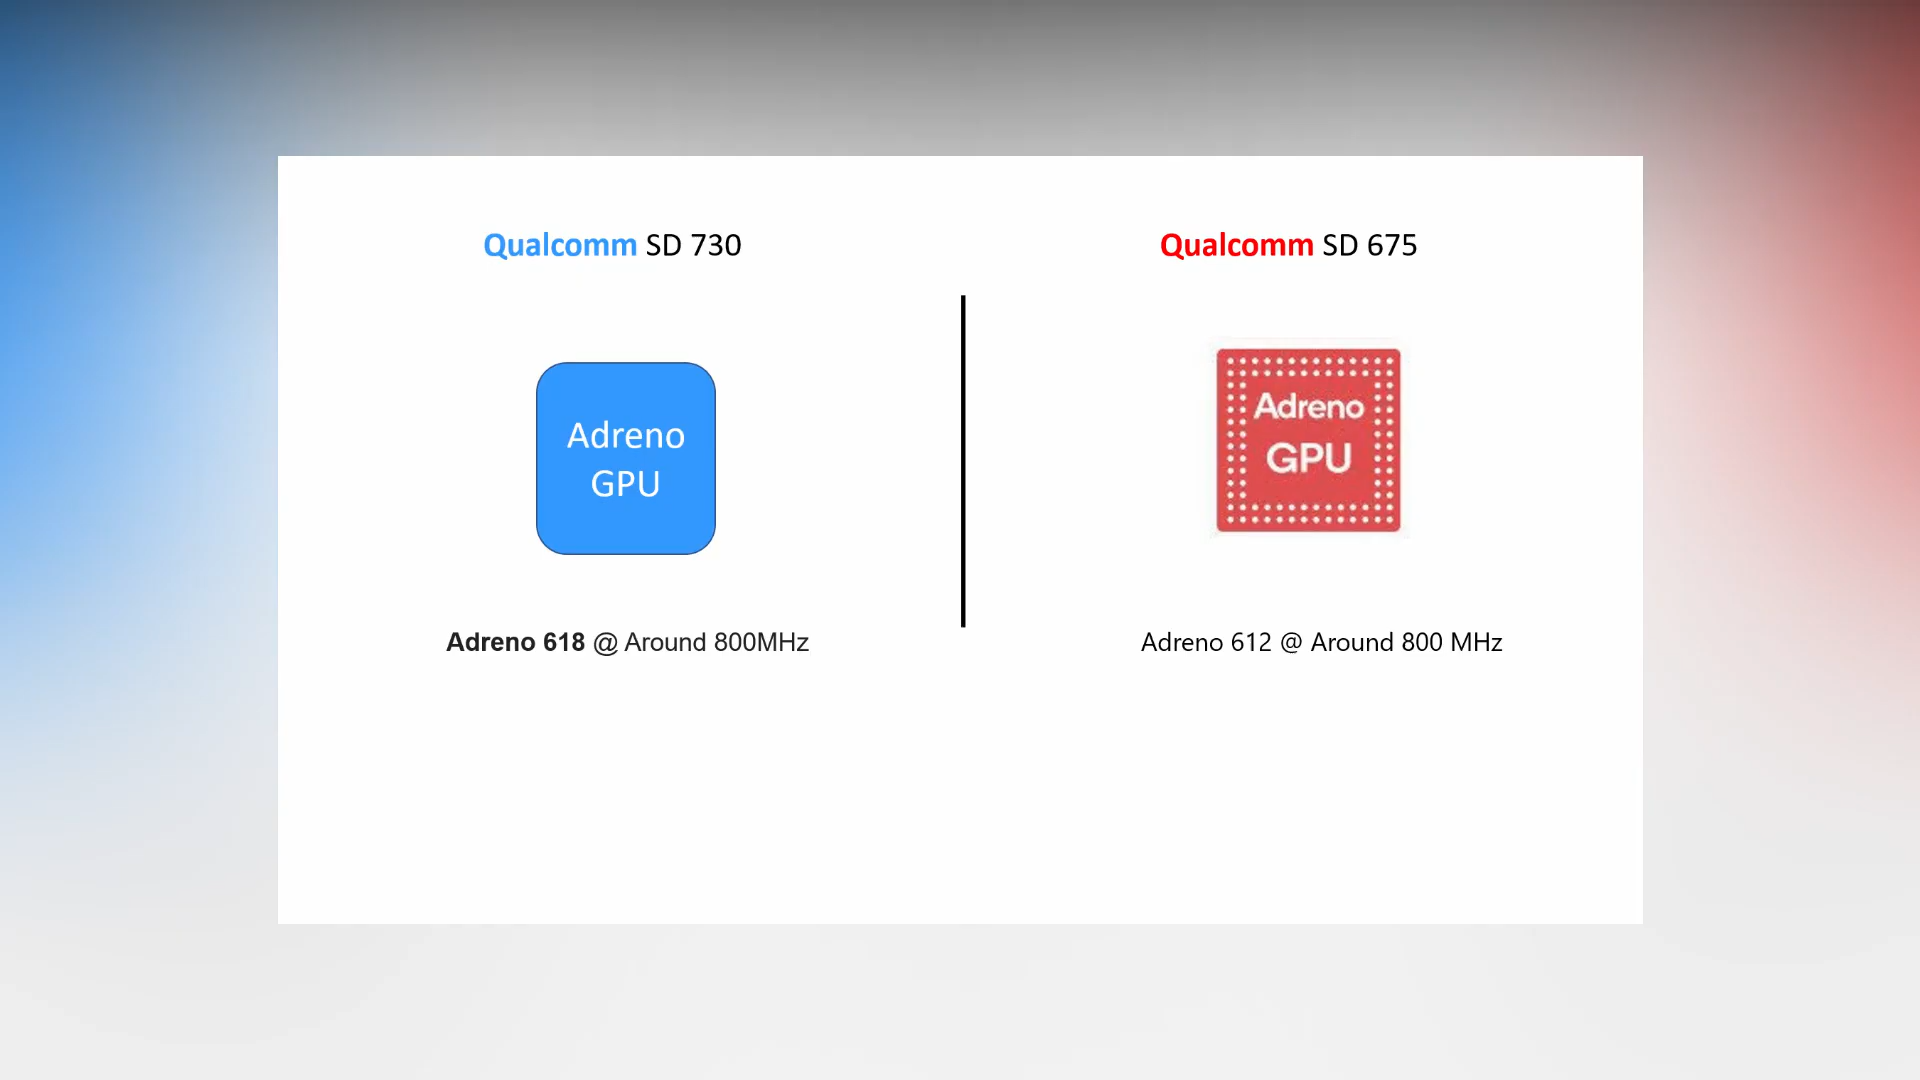 Qualcomm SD 730
Adreno
GPU
Adreno 618 @ Around 800MHz
Qualcomm SD 675
Adreno
GPU
Adreno 612 @ Around 800 MHz